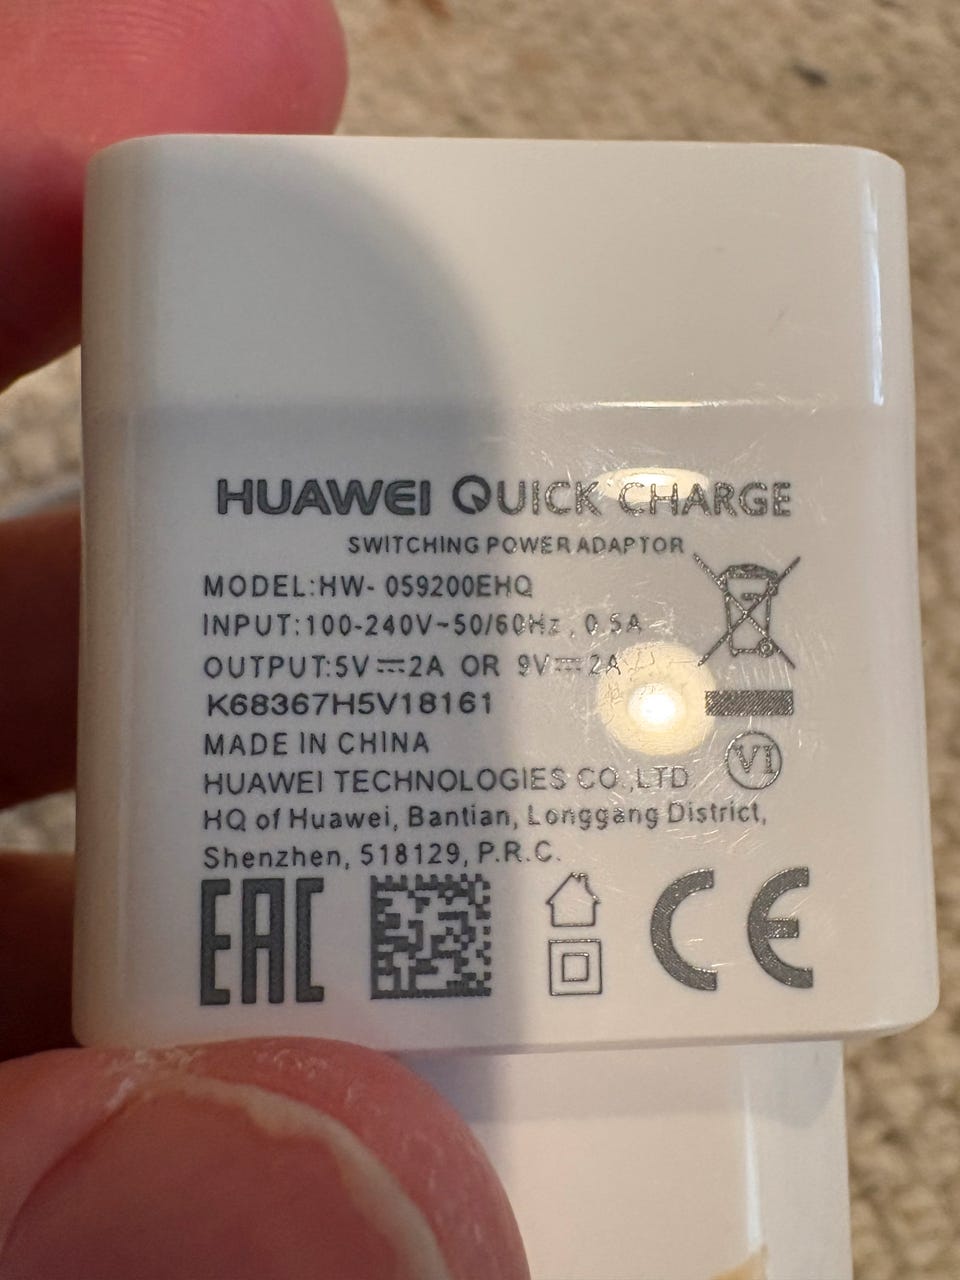 HUAWEI QUICK CHARGE
SWITCHING POWER ADAPTOR
MODEL:HW- 059200EHQ
INPUT:100-240V~50/60Hz , 0.5A
OUTPUT:5V⎓2A OR 9V⎓2A
K68367H5V18161
MADE IN CHINA
VI
HUAWEI TECHNOLOGIES CO.,LTD
HQ of Huawei, Bantian, Longgang District,
Shenzhen, 518129, P.R.C.
EAC CE